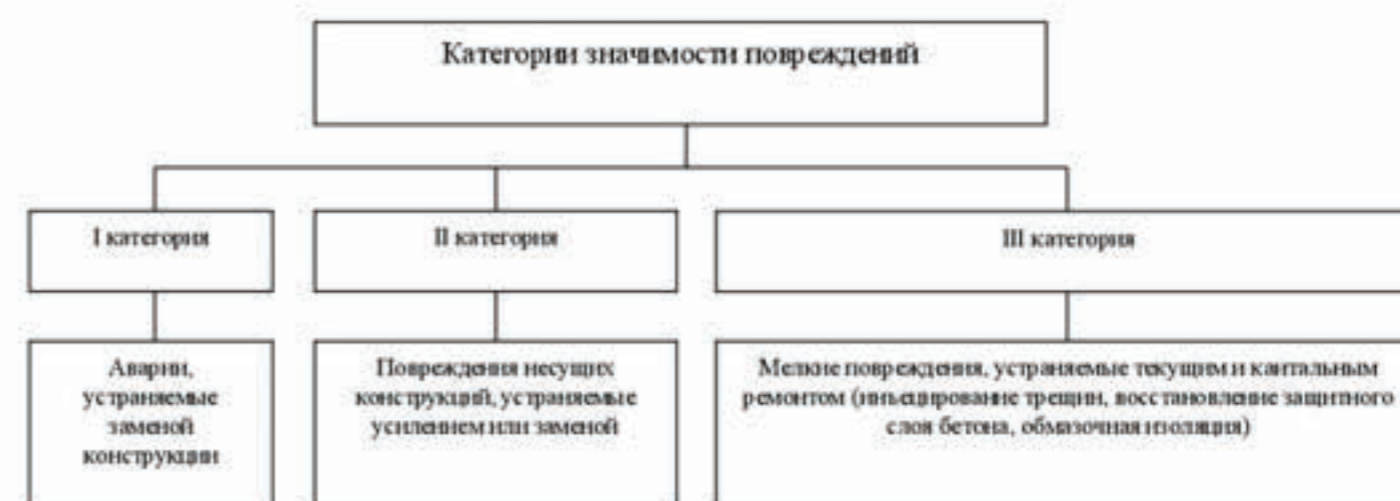 Категории значимости повреждений
I категория
II категория
III категория
Аварии,
устраняемые
заменой
конструкции
Повреждения несущих
конструкций, устраняемые
усилением или заменой
Мелкие повреждения, устраняемые текущим и капитальным
ремонтом (инъецирование трещин, восстановление защитного
слоя бетона, обмазочная изоляция)